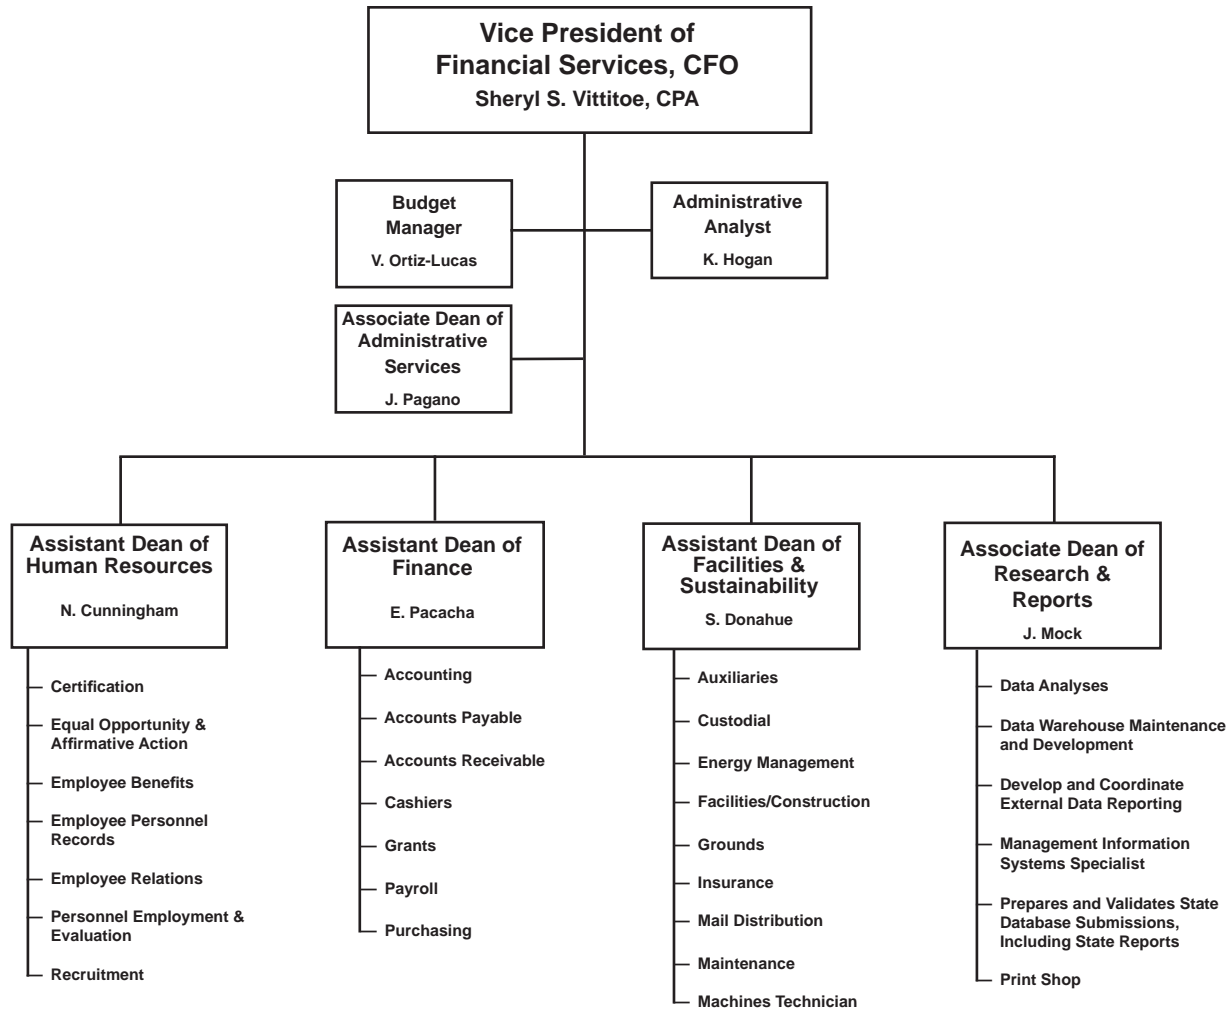 Vice President of
Financial Services, CFO
Sheryl S. Vittitoe, CPA
Budget
Manager
V. Ortiz-Lucas
Administrative
Analyst
K. Hogan
Associate Dean of
Administrative
Services
J. Pagano
Assistant Dean of
Human Resources
N. Cunningham
Certification
Equal Opportunity &
Affirmative Action
Employee Benefits
Employee Personnel
Records
Employee Relations
Personnel Employment &
Evaluation
Recruitment
Assistant Dean of
Finance
E. Pacacha
Accounting
Accounts Payable
Accounts Receivable
Cashiers
Grants
Payroll
Purchasing
Assistant Dean of
Facilities &
Sustainability
S. Donahue
Auxiliaries
Custodial
Energy Management
Facilities/Construction
Grounds
Insurance
Mail Distribution
Maintenance
Machines Technician
Associate Dean of
Research &
Reports
J. Mock
Data Analyses
Data Warehouse Maintenance
and Development
Develop and Coordinate
External Data Reporting
Management Information
Systems Specialist
Prepares and Validates State
Database Submissions,
Including State Reports
Print Shop